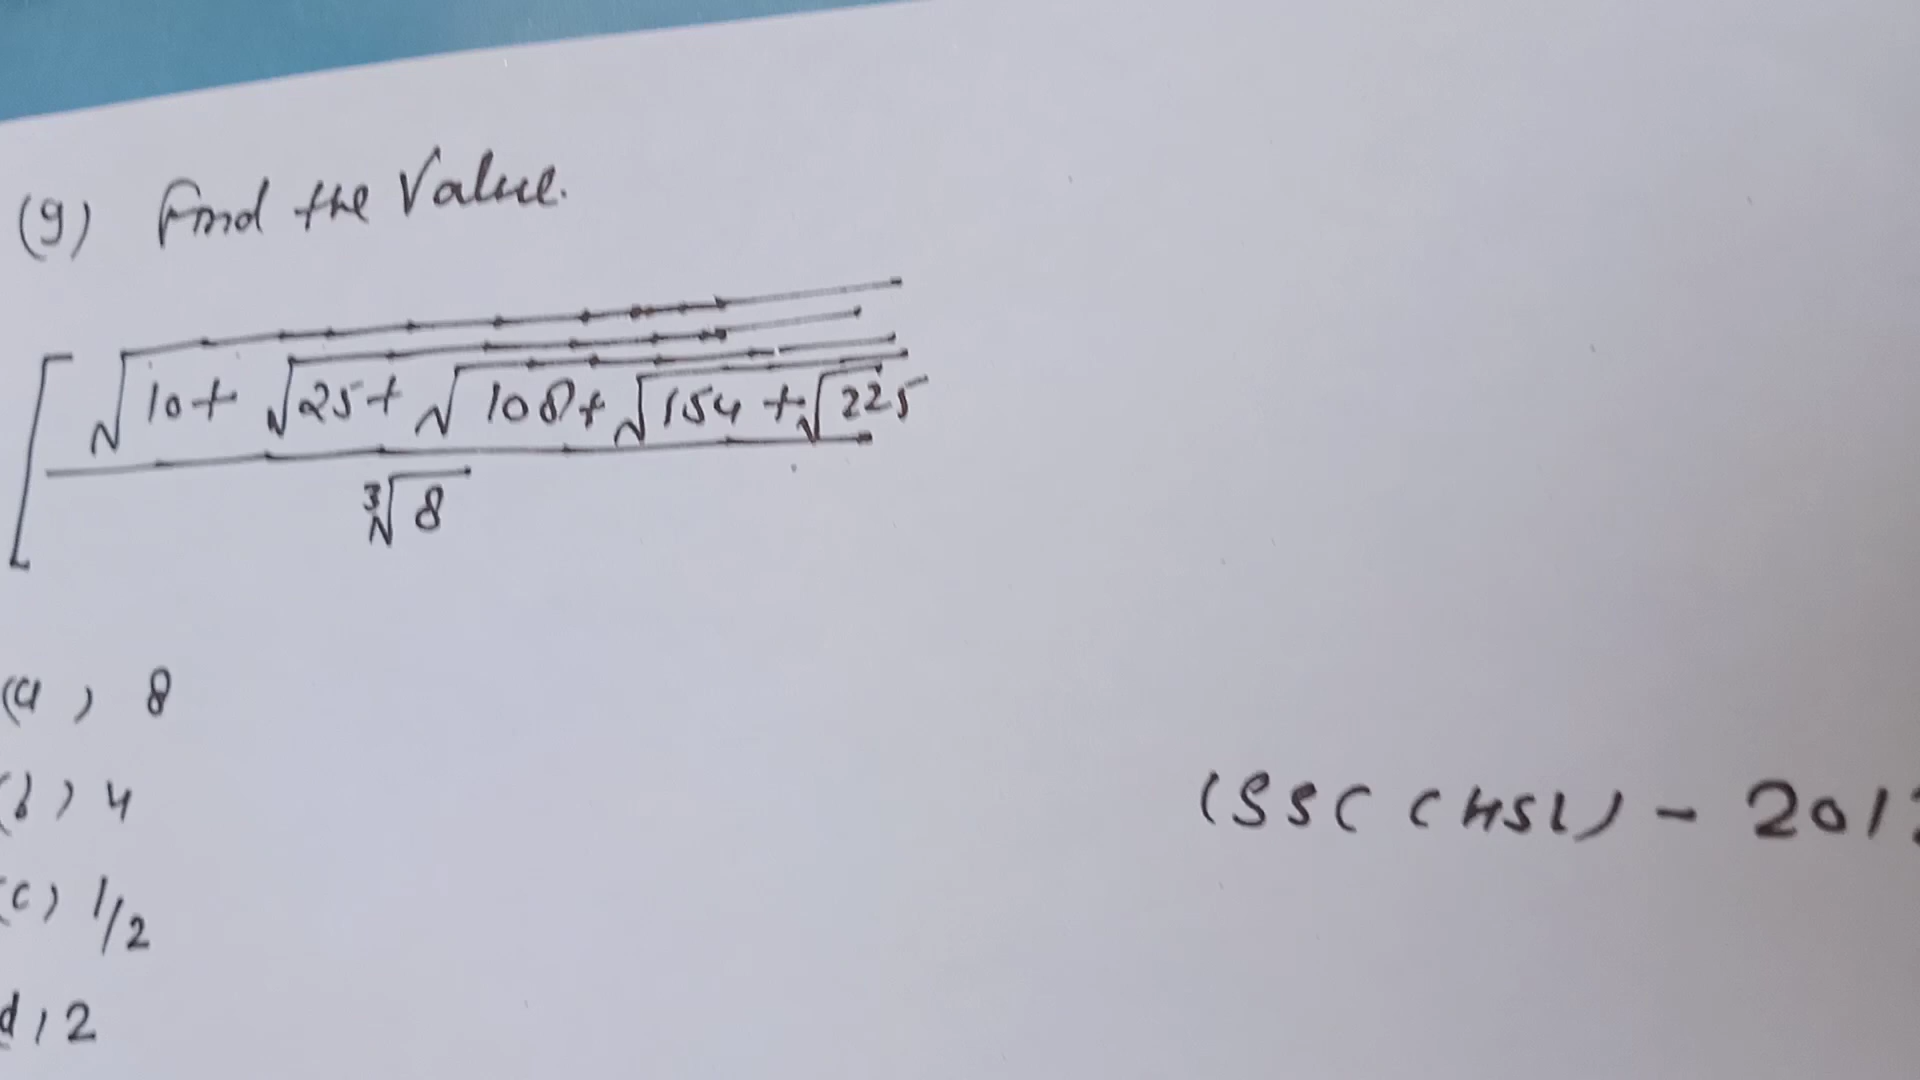 (9) Find the Value.
[√10+ √25+ √108+ √154 + √225
∛8
(a) 8
(b) 4
(c) 1/2
d) 2
(SSC CHSL) - 201